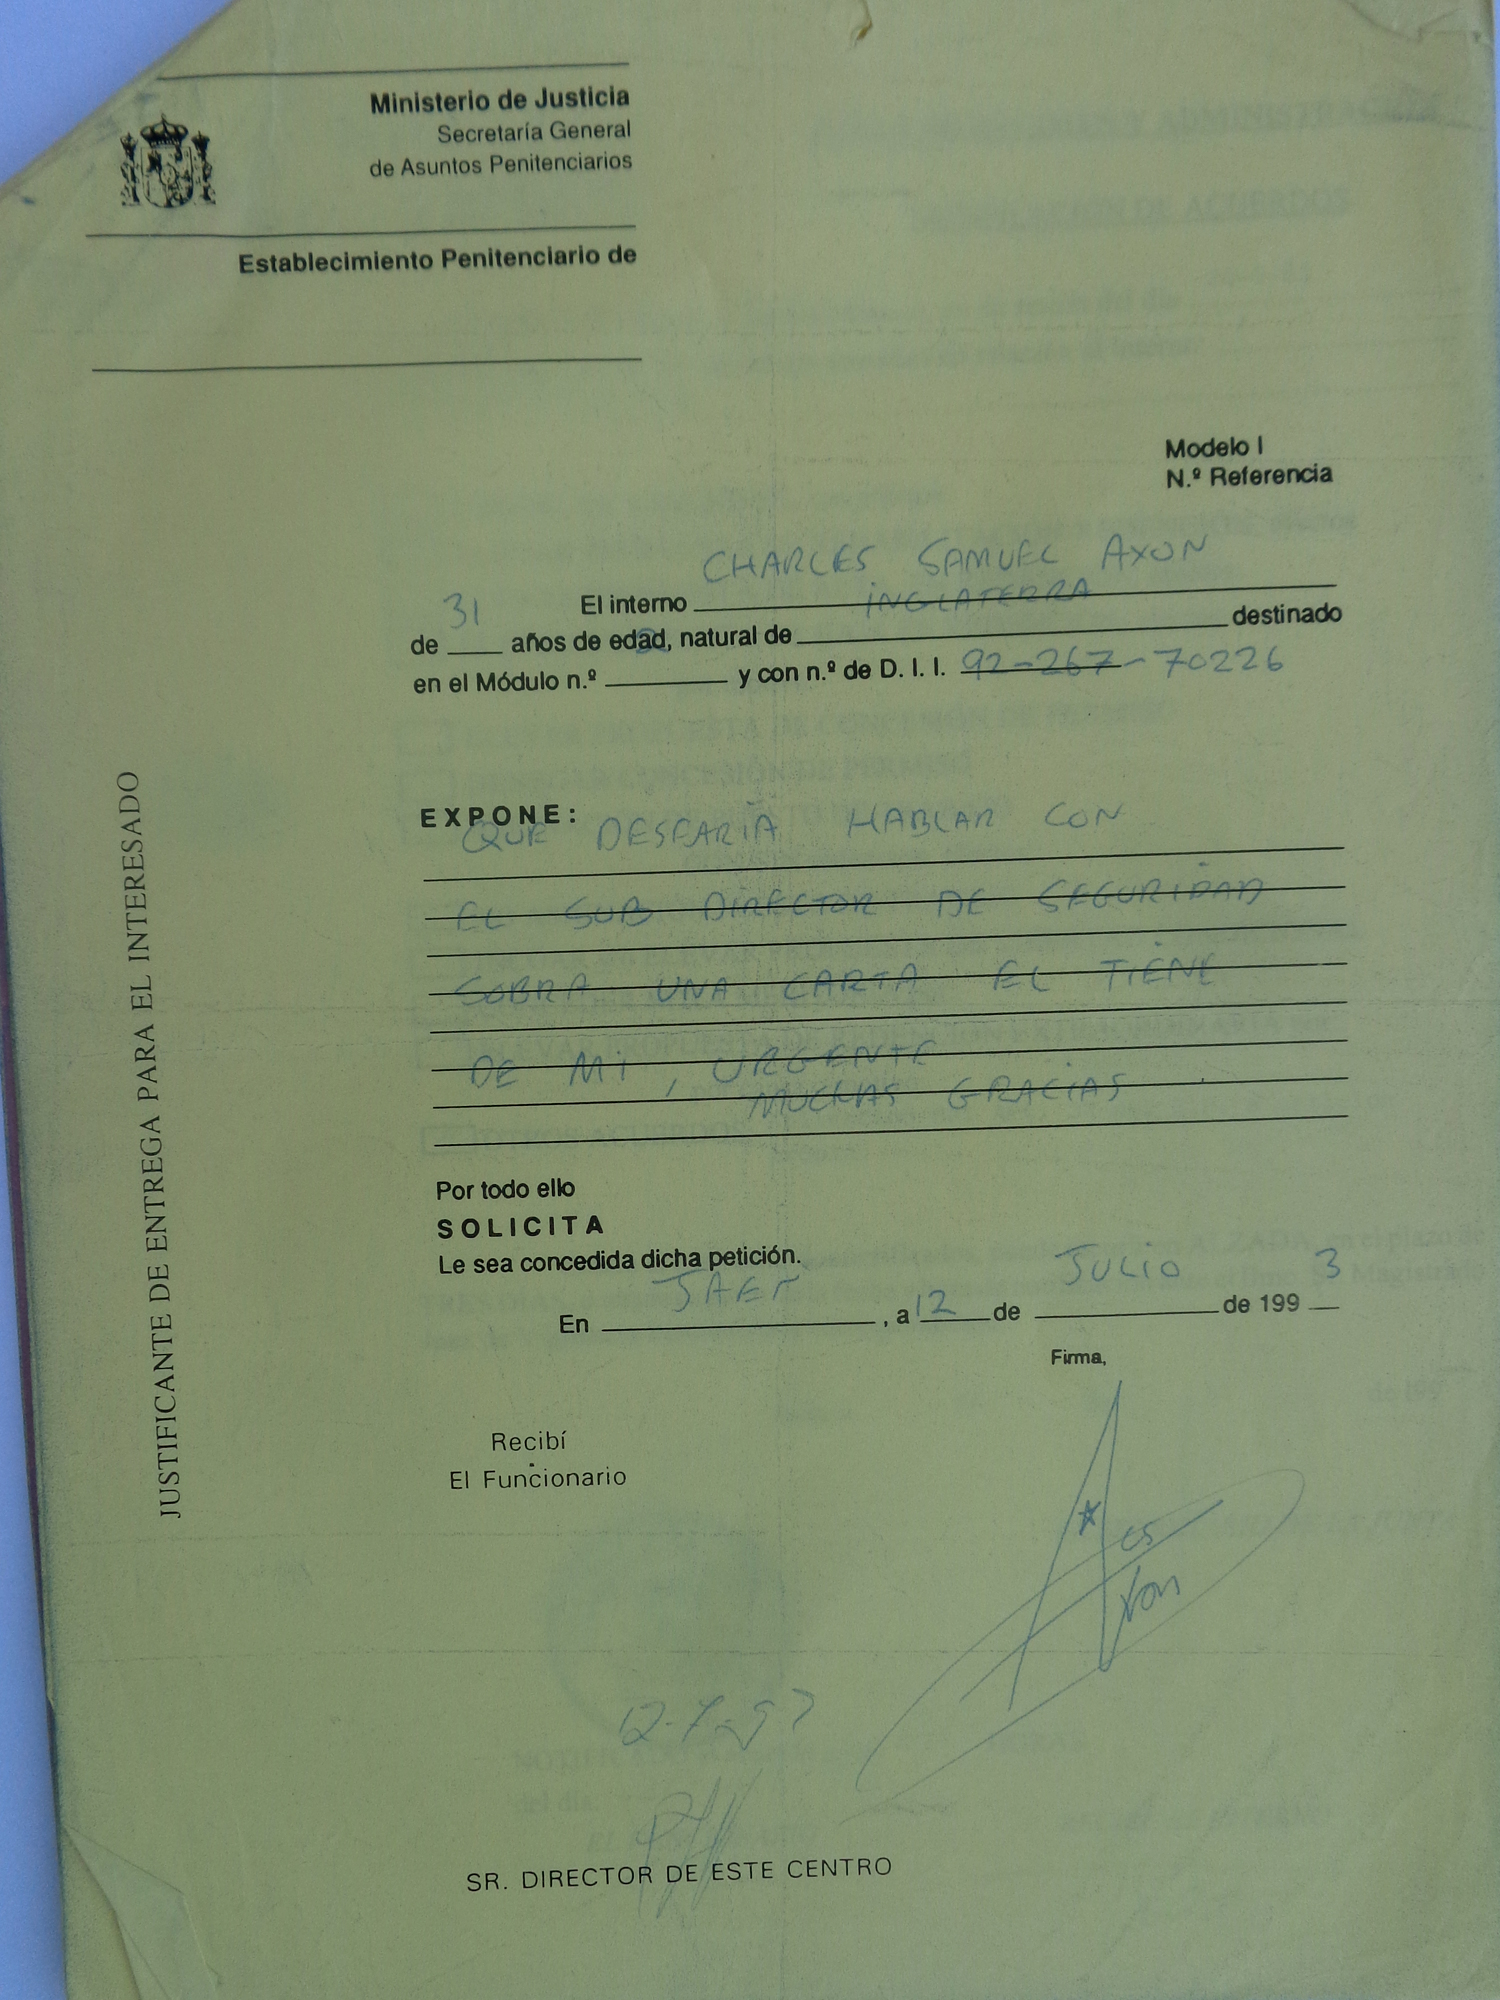 Ministerio de Justicia
Secretaría General
de Asuntos Penitenciarios
Establecimiento Penitenciario de
Modelo I
N.º Referencia
El interno CHARLES SAMUEL AXON
de 31 años de edad, natural de INGLATERRA destinado
en el Módulo n.º 2 y con n.º de D. I. I. 92-267-70226
EXPONE:
QUE DESEARIA HABLAR CON
EL SUB DIRECTOR DE SEGURIDAD
SOBRA UNA CARTA EL TIENE
DE MI, URGENTE
MUCHAS GRACIAS
Por todo ello
SOLICITA
Le sea concedida dicha petición.
En JAEN, a 12 de JULIO de 199 3
Firma,
Recibí
El Funcionario
CS
Axon
12-7-93
SR. DIRECTOR DE ESTE CENTRO
JUSTIFICANTE DE ENTREGA PARA EL INTERESADO